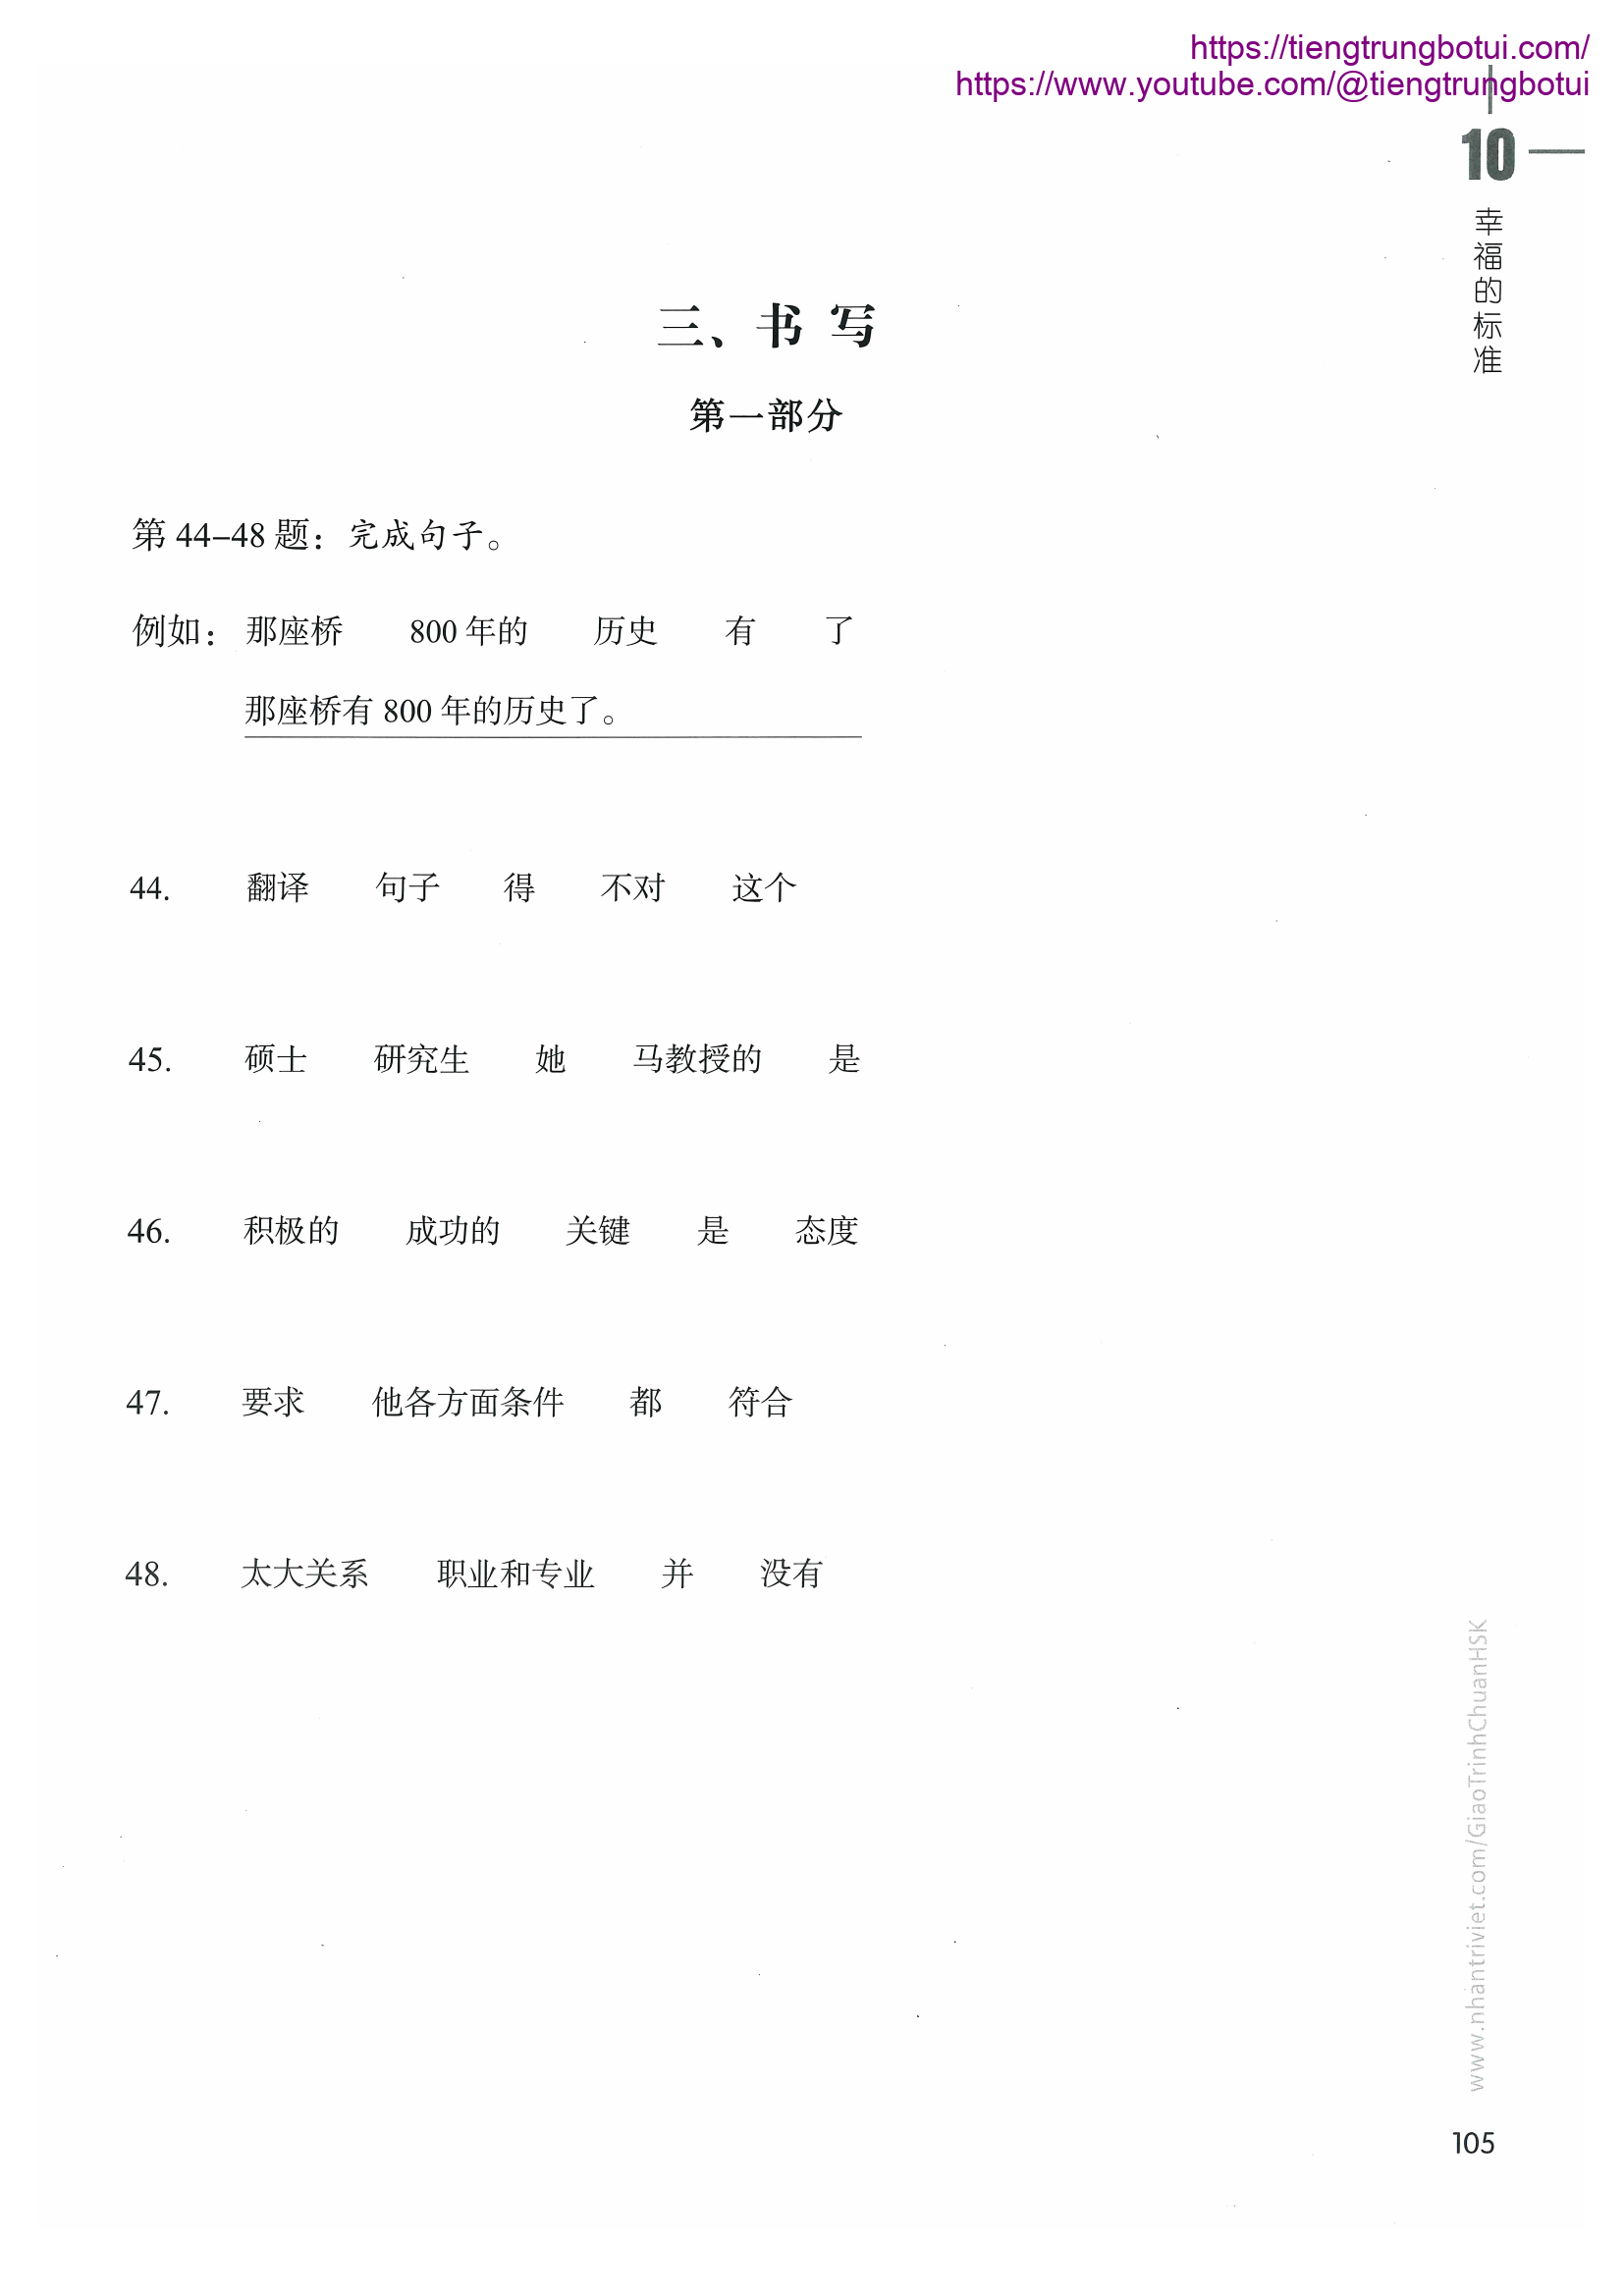 https://tiengtrungbotui.com/
https://www.youtube.com/@tiengtrungbotui
10
幸福的标准
三、书 写
第一部分
第 44–48 题：完成句子。
例如： 那座桥 800 年的 历史 有 了
那座桥有 800 年的历史了。
44. 翻译 句子 得 不对 这个
45. 硕士 研究生 她 马教授的 是
46. 积极的 成功的 关键 是 态度
47. 要求 他各方面条件 都 符合
48. 太大关系 职业和专业 并 没有
www.nhantriviet.com/GiaoTrinhChuanHSK
105